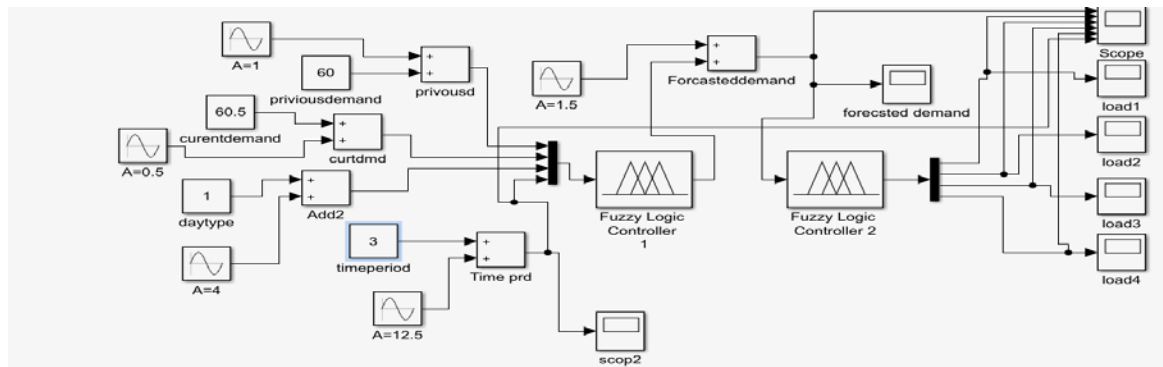 A=1
60
priviousdemand
+
+
privousd
60.5
curentdemand
+
+
curtdmd
A=0.5
1
daytype
+
+
Add2
A=4
3
timeperiod
+
+
Time prd
A=12.5
scop2
A=1.5
+
+
Forcasteddemand
forecsted demand
Fuzzy Logic
Controller
1
Fuzzy Logic
Controller 2
Scope
load1
load2
load3
load4